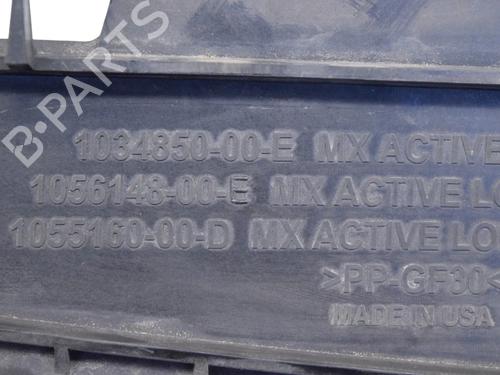 B-PARTS
1034850-00-E MX ACTIVE
1056148-00-E MX ACTIVE LO
1055160-00-D MX ACTIVE LO
>PP-GF30<
MADE IN USA